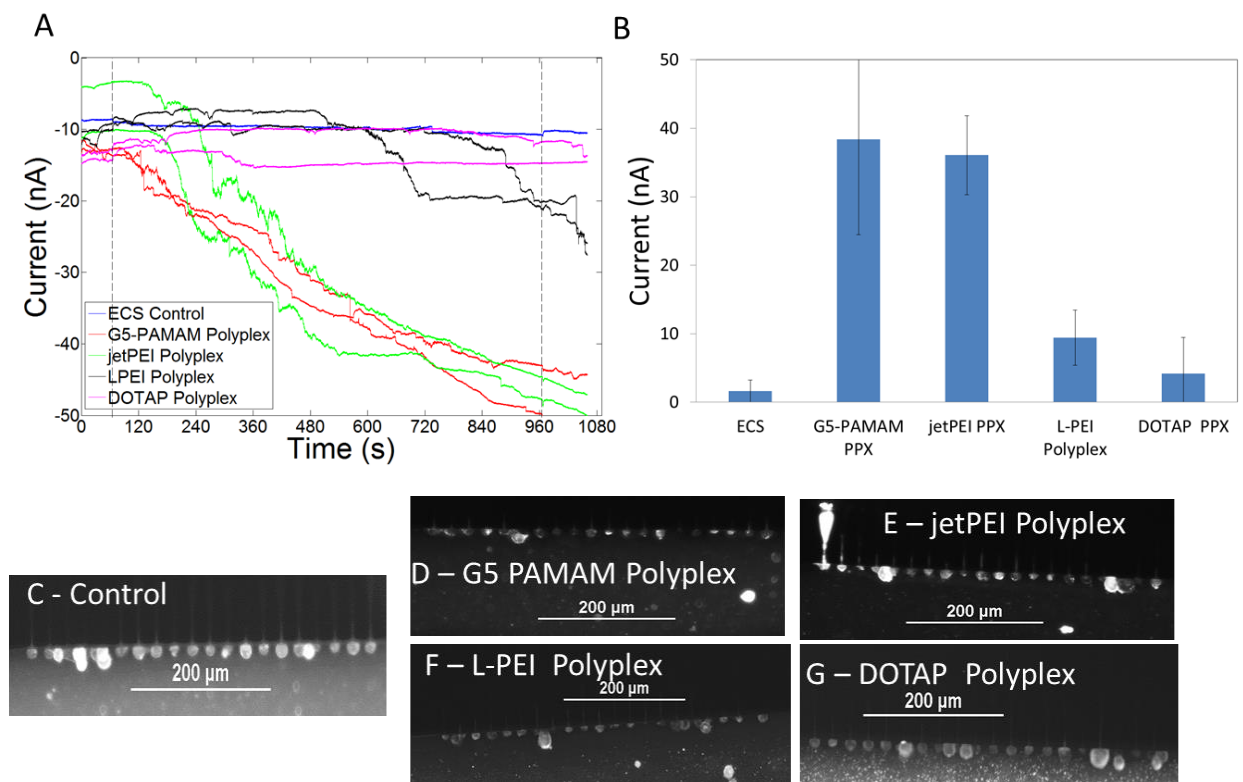 A
0
-10
-20
-30
-40
-50
Current (nA)
0 120 240 360 480 600 720 840 960 1080
Time (s)
ECS Control
G5-PAMAM Polyplex
jetPEI Polyplex
LPEI Polyplex
DOTAP Polyplex
B
50
40
30
20
10
0
Current (nA)
ECS
G5-PAMAM
PPX
jetPEI PPX
L-PEI
Polyplex
DOTAP PPX
C - Control
200 µm
D – G5 PAMAM Polyplex
200 µm
E – jetPEI Polyplex
200 µm
F – L-PEI Polyplex
200 µm
G – DOTAP Polyplex
200 µm